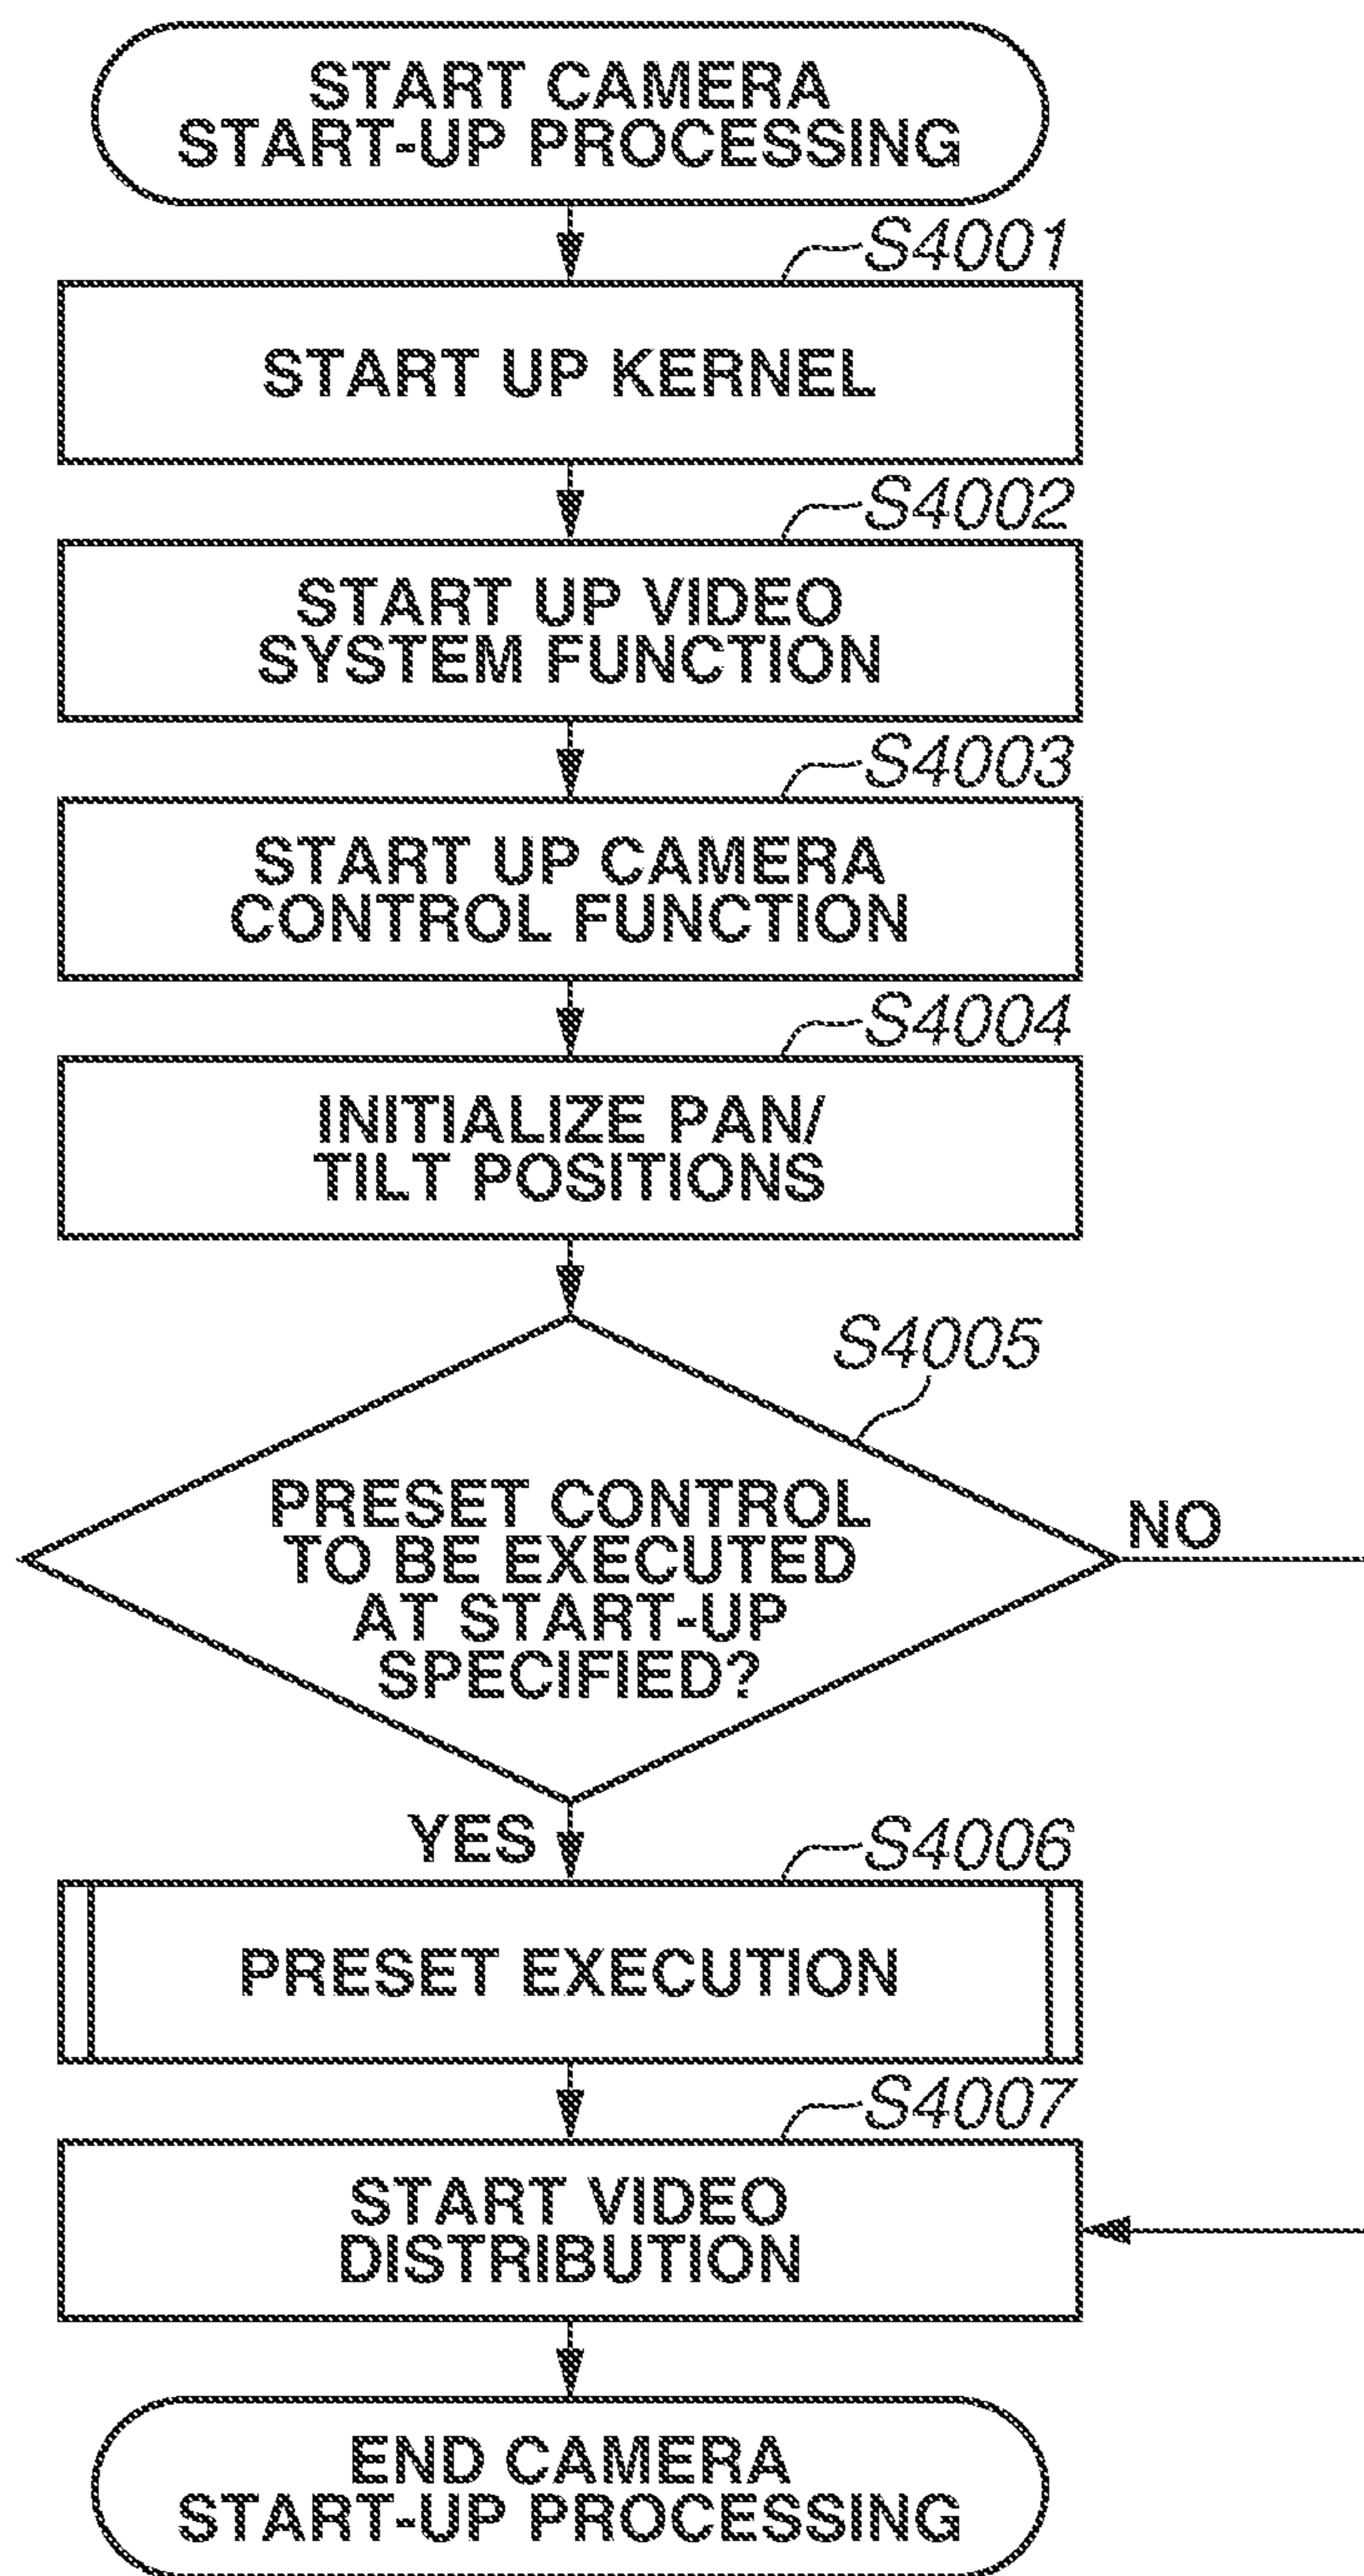 START CAMERA
START-UP PROCESSING
S4001
START UP KERNEL
S4002
START UP VIDEO
SYSTEM FUNCTION
S4003
START UP CAMERA
CONTROL FUNCTION
S4004
INITIALIZE PAN/
TILT POSITIONS
S4005
PRESET CONTROL
TO BE EXECUTED
AT START-UP
SPECIFIED?
NO
YES
S4006
PRESET EXECUTION
S4007
START VIDEO
DISTRIBUTION
END CAMERA
START-UP PROCESSING